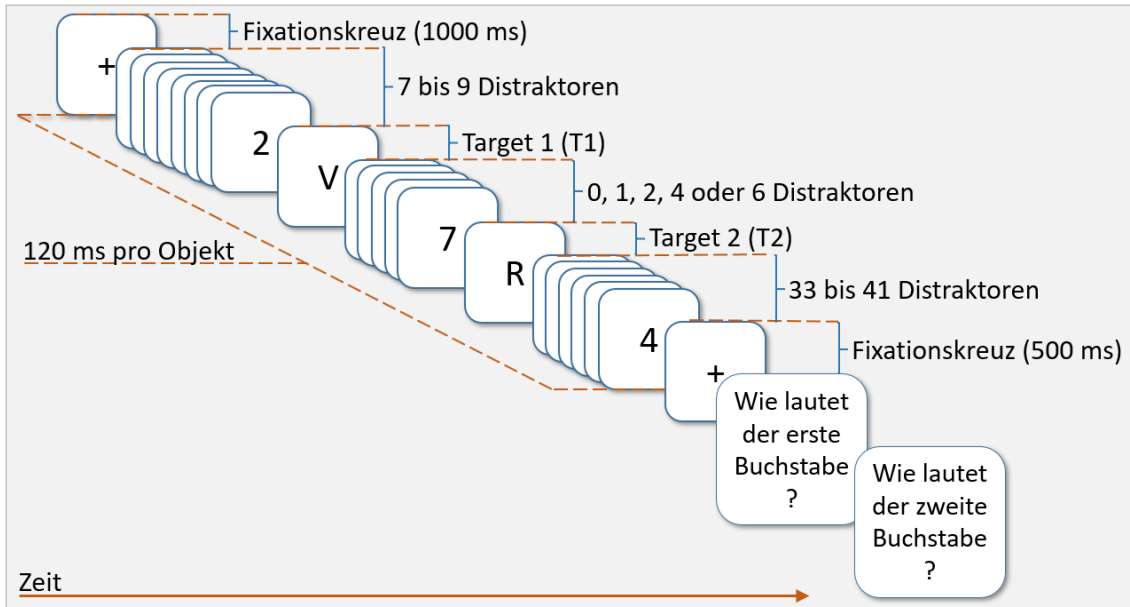 +
Fixationskreuz (1000 ms)
7 bis 9 Distraktoren
2
Target 1 (T1)
V
0, 1, 2, 4 oder 6 Distraktoren
7
Target 2 (T2)
120 ms pro Objekt
R
33 bis 41 Distraktoren
4
Fixationskreuz (500 ms)
+
Wie lautet
der erste
Buchstabe
?
Wie lautet
der zweite
Buchstabe
?
Zeit